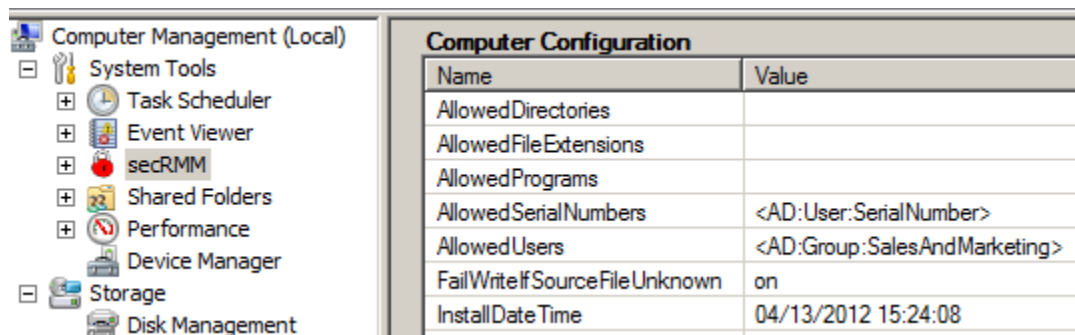 Computer Management (Local)
System Tools
Task Scheduler
Event Viewer
secRMM
Shared Folders
Performance
Device Manager
Storage
Disk Management
Computer Configuration
Name Value
AllowedDirectories
AllowedFileExtensions
AllowedPrograms
AllowedSerialNumbers <AD:User:SerialNumber>
AllowedUsers <AD:Group:SalesAndMarketing>
FailWriteIfSourceFileUnknown on
InstallDateTime 04/13/2012 15:24:08